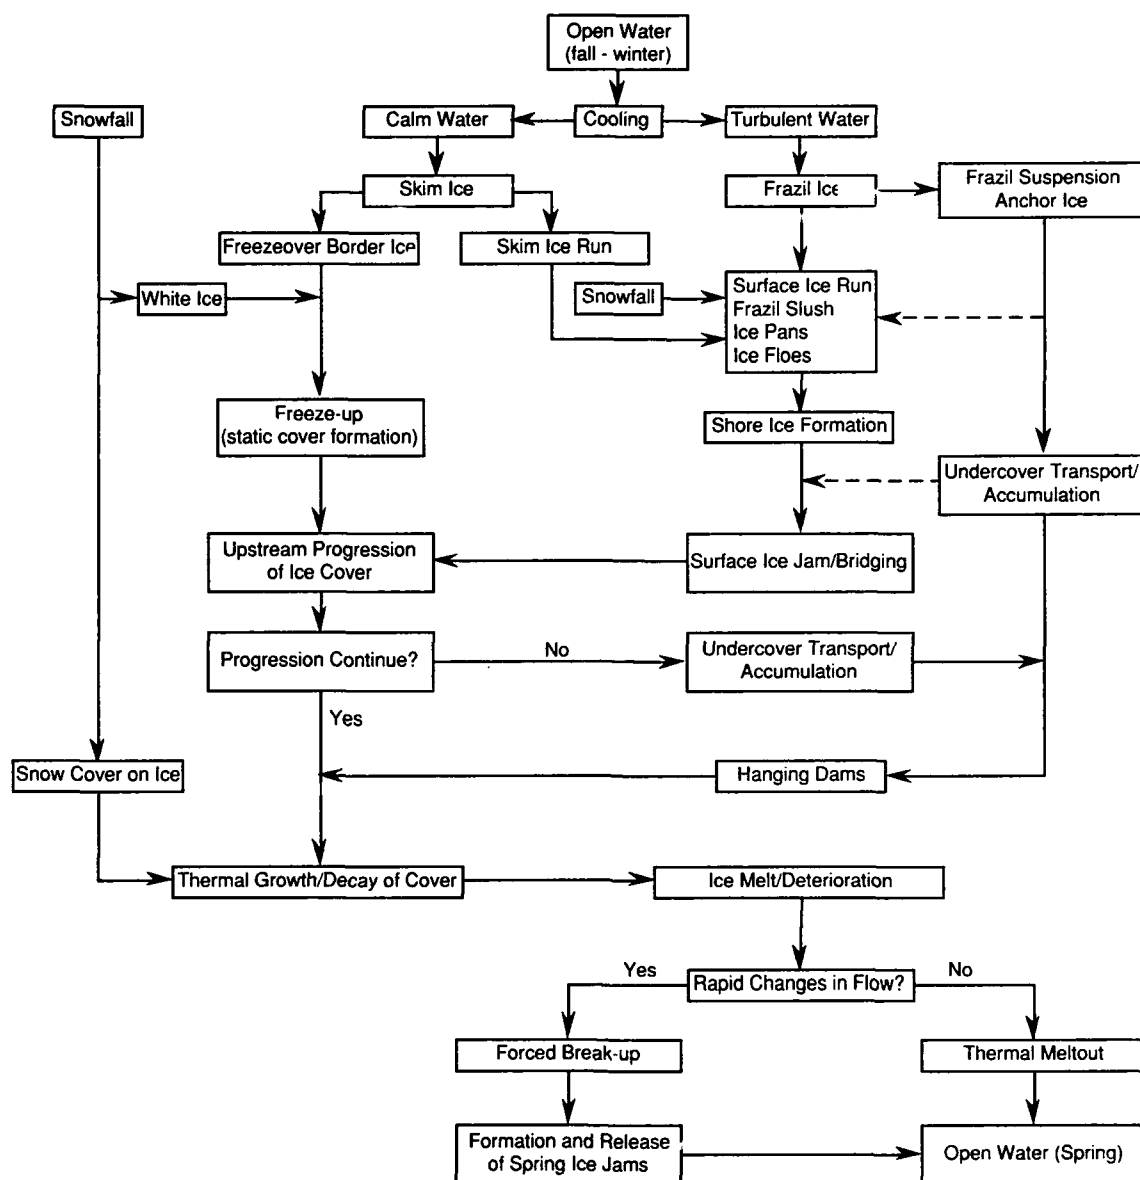 Open Water
(fall - winter)
Snowfall
Calm Water
Cooling
Turbulent Water
Skim Ice
Frazil Ice
Frazil Suspension
Anchor Ice
Freezeover Border Ice
Skim Ice Run
White Ice
Snowfall
Surface Ice Run
Frazil Slush
Ice Pans
Ice Floes
Freeze-up
(static cover formation)
Shore Ice Formation
Undercover Transport/
Accumulation
Upstream Progression
of Ice Cover
Surface Ice Jam/Bridging
Progression Continue?
No
Undercover Transport/
Accumulation
Yes
Snow Cover on Ice
Hanging Dams
Thermal Growth/Decay of Cover
Ice Melt/Deterioration
Yes
Rapid Changes in Flow?
No
Forced Break-up
Thermal Meltout
Formation and Release
of Spring Ice Jams
Open Water (Spring)